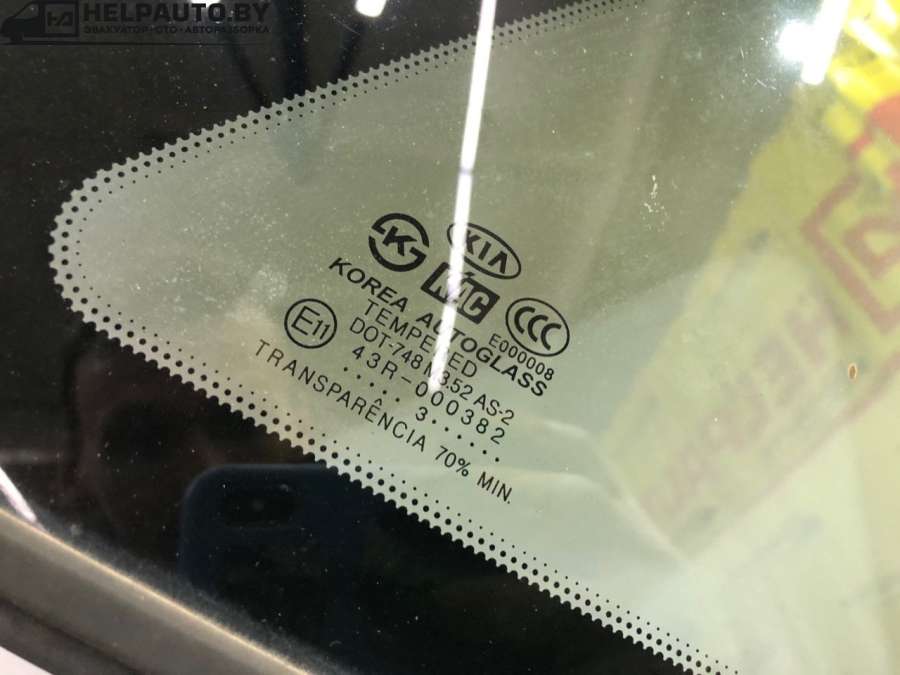 HELPAUTO.BY
ЭВАКУАТОР·СТО·АВТОРАЗБОРКА
K
KIA
KMC
CCC
E000008
KOREA AUTOGLASS
TEMPERED
E11
DOT-748 M352 AS-2
43R-000382
.....3.....
TRANSPARÊNCIA 70% MIN.